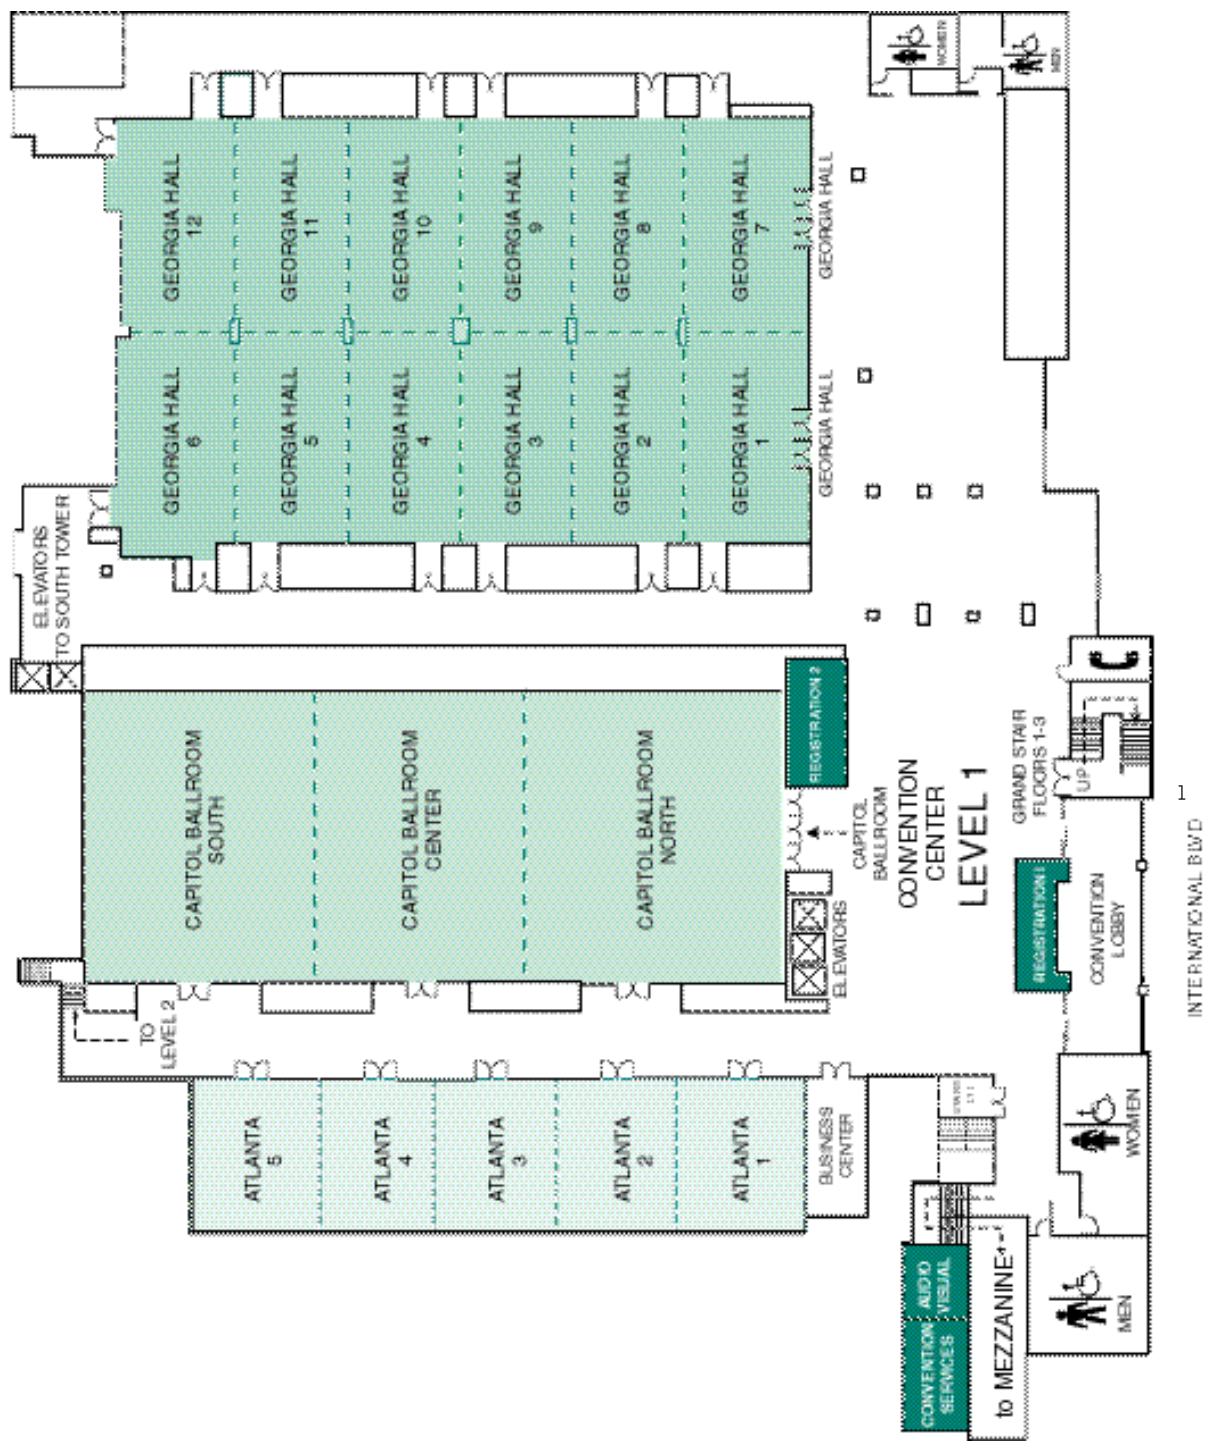 WOMEN
MEN
GEORGIA HALL
12
GEORGIA HALL
11
GEORGIA HALL
10
GEORGIA HALL
9
GEORGIA HALL
8
GEORGIA HALL
7
GEORGIA HALL
GEORGIA HALL
6
GEORGIA HALL
5
GEORGIA HALL
4
GEORGIA HALL
3
GEORGIA HALL
2
GEORGIA HALL
1
GEORGIA HALL
ELEVATORS
TO SOUTH TOWER
CAPITOL BALLROOM
SOUTH
CAPITOL BALLROOM
CENTER
CAPITOL BALLROOM
NORTH
REGISTRATION 2
CAPITOL
BALLROOM
CONVENTION
CENTER
LEVEL 1
GRAND STAIR
FLOORS 1-3
UP
ELEVATORS
REGISTRATION 1
CONVENTION
LOBBY
1
INTERNATIONAL BLVD
TO
LEVEL 2
ATLANTA
5
ATLANTA
4
ATLANTA
3
ATLANTA
2
ATLANTA
1
BUSINESS
CENTER
WOMEN
MEN
AUDIO
VISUAL
CONVENTION
SERVICES
to MEZZANINE